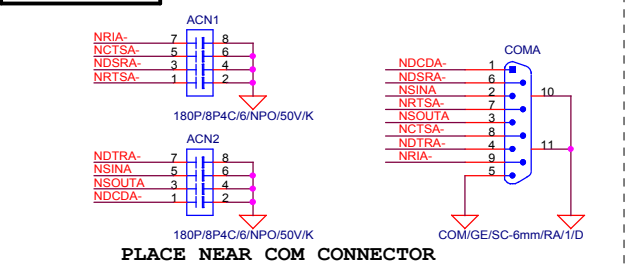 ACN1
NRIA- 7 8
NCTSA- 5 6
NDSRA- 3 4
NRTSA- 1 2
180P/8P4C/6/NPO/50V/K
ACN2
NDTRA- 7 8
NSINA 5 6
NSOUTA 3 4
NDCDA- 1 2
180P/8P4C/6/NPO/50V/K
COMA
NDCDA- 1
NDSRA- 6
NSINA 2 10
NRTSA- 7
NSOUTA 3
NCTSA- 8
NDTRA- 4 11
NRIA- 9
5
COM/GE/SC-6mm/RA/1/D
PLACE NEAR COM CONNECTOR